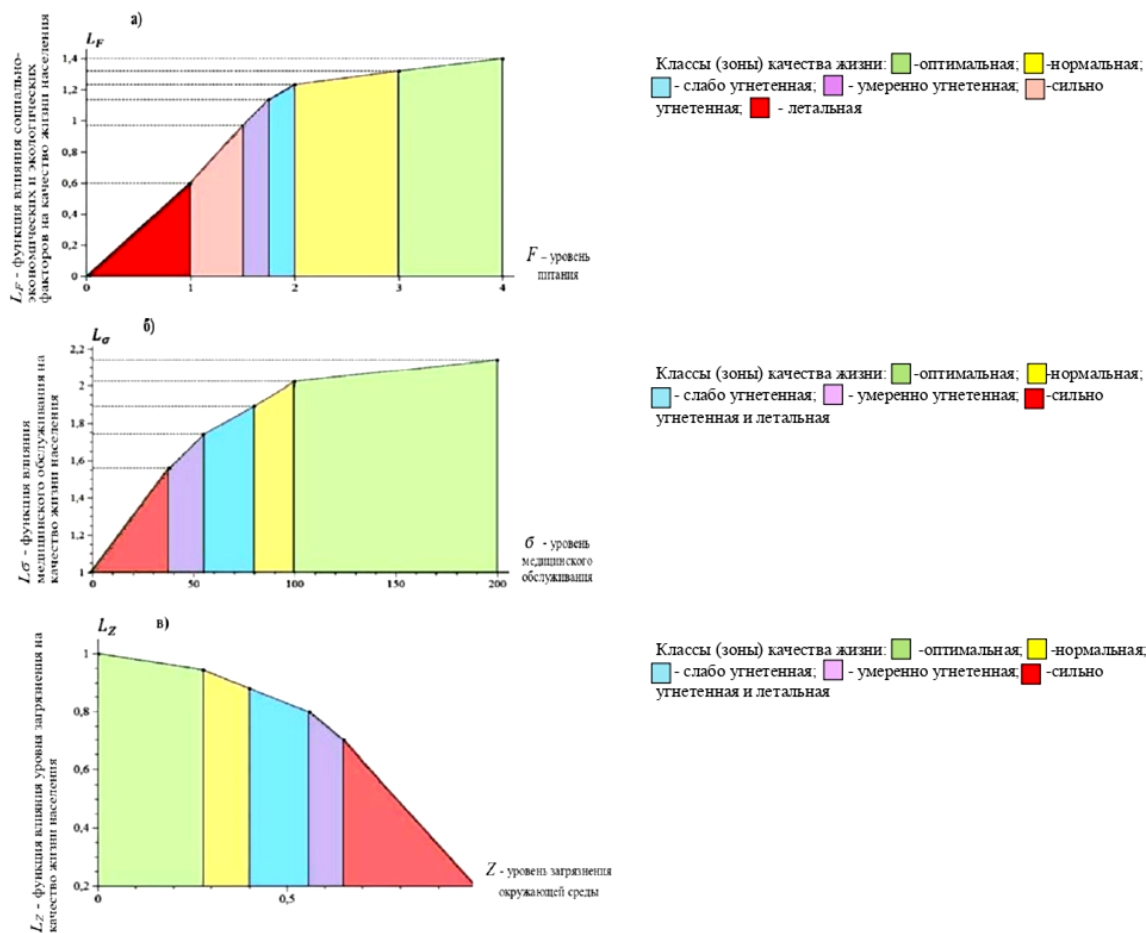 а)
L_F
1,4
1,2
1
0,8
0,6
0,4
0,2
0
0 1 2 3 4
L_F - функция влияния социально-
экономических и экологических
факторов на качество жизни населения
F – уровень
питания
Классы (зоны) качества жизни: -оптимальная; -нормальная;
- слабо угнетенная; - умеренно угнетенная; -сильно
угнетенная; - летальная
б)
L_σ
2,2
2
1,8
1,6
1,4
1,2
1
0 50 100 150 200
Lσ - функция влияния
медицинского обслуживания на
качество жизни населения
σ - уровень
медицинского
обслуживания
Классы (зоны) качества жизни: -оптимальная; -нормальная;
- слабо угнетенная; - умеренно угнетенная; -сильно
угнетенная и летальная
в)
L_Z
1
0,8
0,6
0,4
0,2
0 0,5
L_Z - функция влияния уровня загрязнения на
качество жизни населения
Z - уровень загрязнения
окружающей среды
Классы (зоны) качества жизни: -оптимальная; -нормальная;
- слабо угнетенная; - умеренно угнетенная; -сильно
угнетенная и летальная